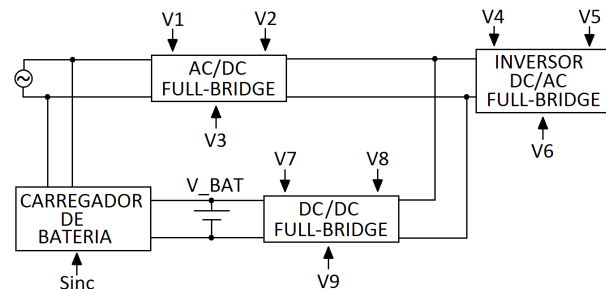 V1
V2
V4
V5
AC/DC
FULL-BRIDGE
INVERSOR
DC/AC
FULL-BRIDGE
V3
V6
V7
V8
V_BAT
CARREGADOR
DE
BATERIA
DC/DC
FULL-BRIDGE
Sinc
V9